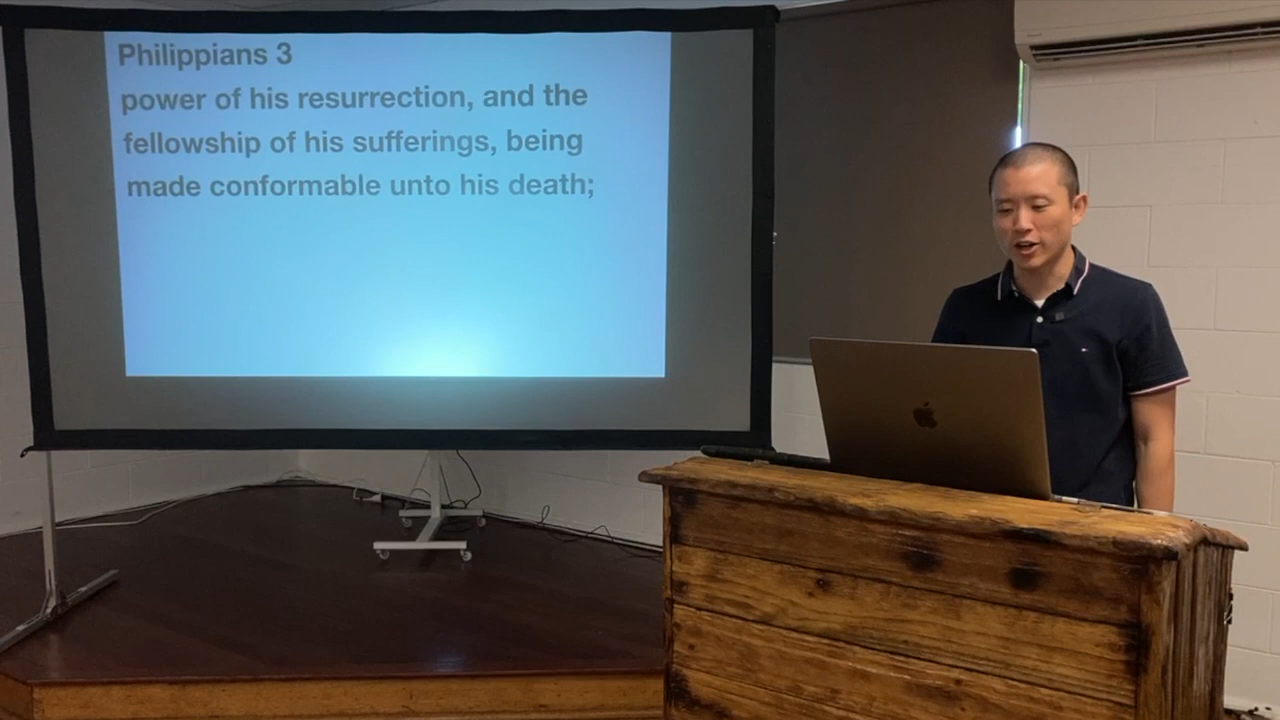 Philippians 3
power of his resurrection, and the
fellowship of his sufferings, being
made conformable unto his death;